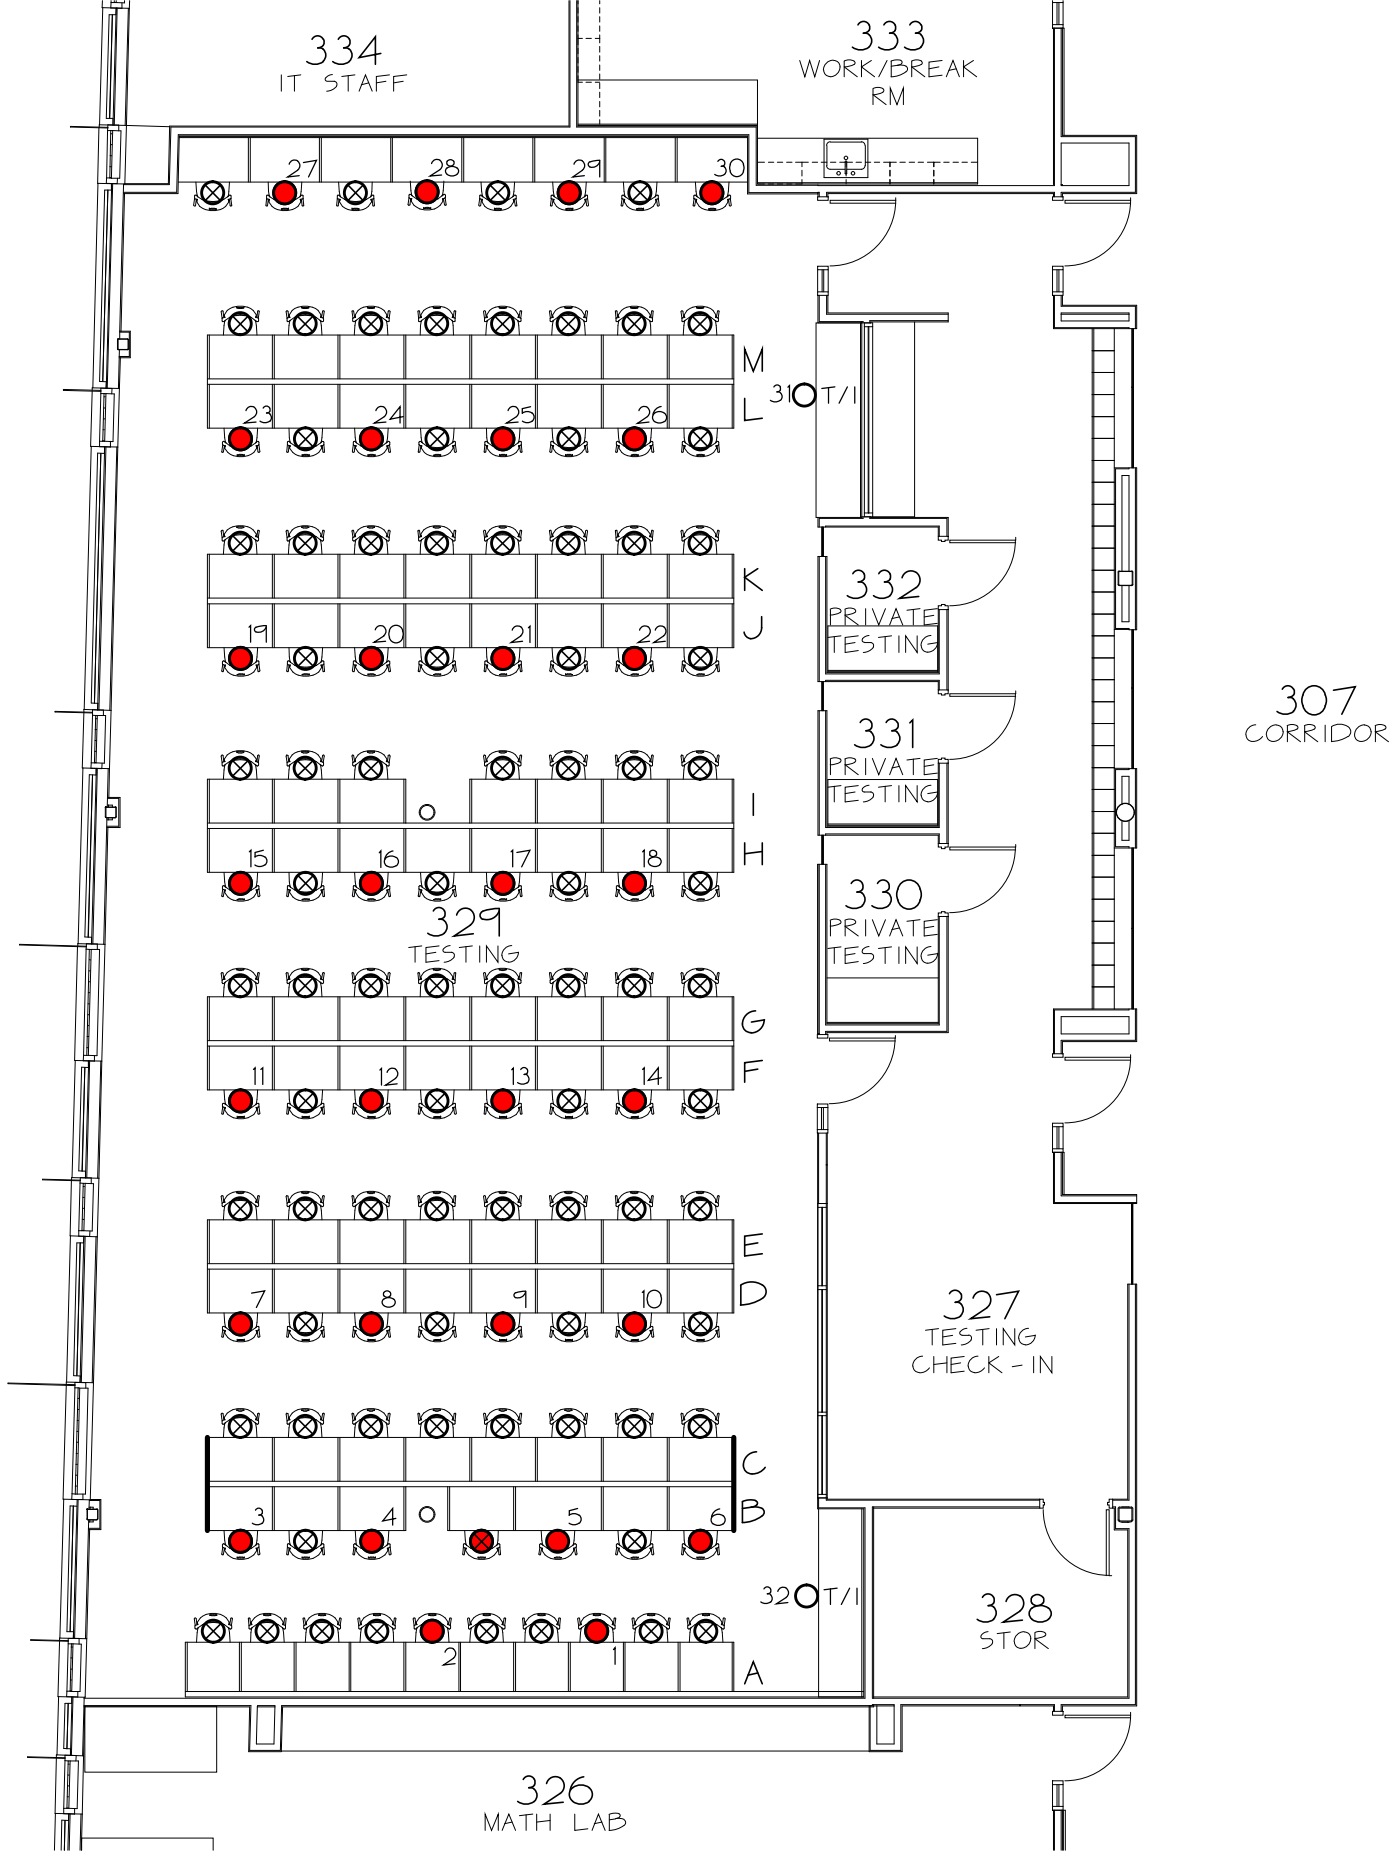 334
IT STAFF
333
WORK/BREAK
RM
27
28
29
30
M
31
T/I
L
23
24
25
26
K
332
PRIVATE
TESTING
J
19
20
21
22
307
CORRIDOR
331
PRIVATE
TESTING
I
H
15
16
17
18
330
PRIVATE
TESTING
329
TESTING
G
F
11
12
13
14
E
D
7
8
9
10
327
TESTING
CHECK-IN
C
B
3
4
5
6
32
T/I
328
STOR
2
1
A
326
MATH LAB